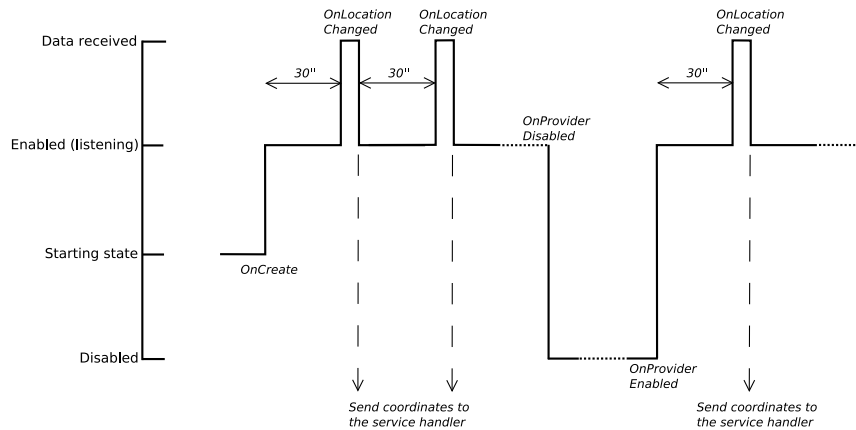 OnLocation
Changed
OnLocation
Changed
OnLocation
Changed
Data received
30"
30"
30"
Enabled (listening)
OnProvider
Disabled
Starting state
OnCreate
Disabled
OnProvider
Enabled
Send coordinates to
the service handler
Send coordinates to
the service handler